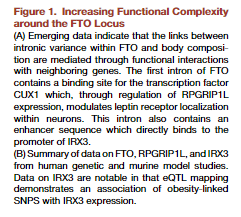 Figure 1. Increasing Functional Complexity
around the FTO Locus
(A) Emerging data indicate that the links between
intronic variance within FTO and body composi-
tion are mediated through functional interactions
with neighboring genes. The first intron of FTO
contains a binding site for the transcription factor
CUX1 which, through regulation of RPGRIP1L
expression, modulates leptin receptor localization
within neurons. This intron also contains an
enhancer sequence which directly binds to the
promoter of IRX3.
(B) Summary of data on FTO, RPGRIP1L, and IRX3
from human genetic and murine model studies.
Data on IRX3 are notable in that eQTL mapping
demonstrates an association of obesity-linked
SNPS with IRX3 expression.